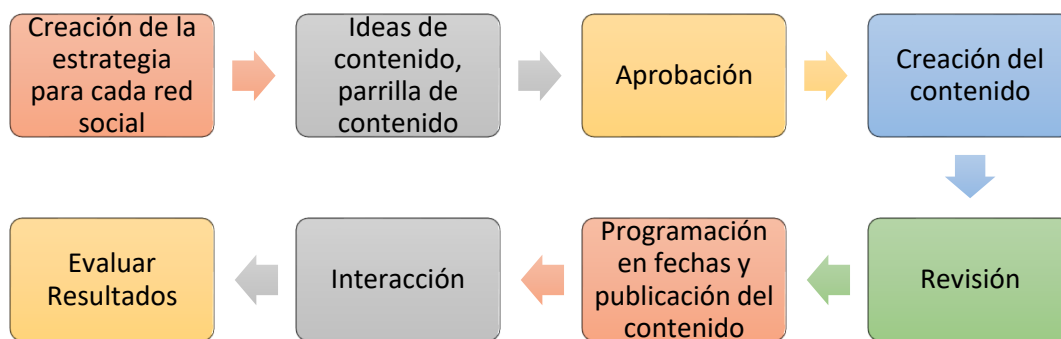 Creación de la
estrategia
para cada red
social
Ideas de
contenido,
parrilla de
contenido
Aprobación
Creación del
contenido
Revisión
Programación
en fechas y
publicación del
contenido
Interacción
Evaluar
Resultados